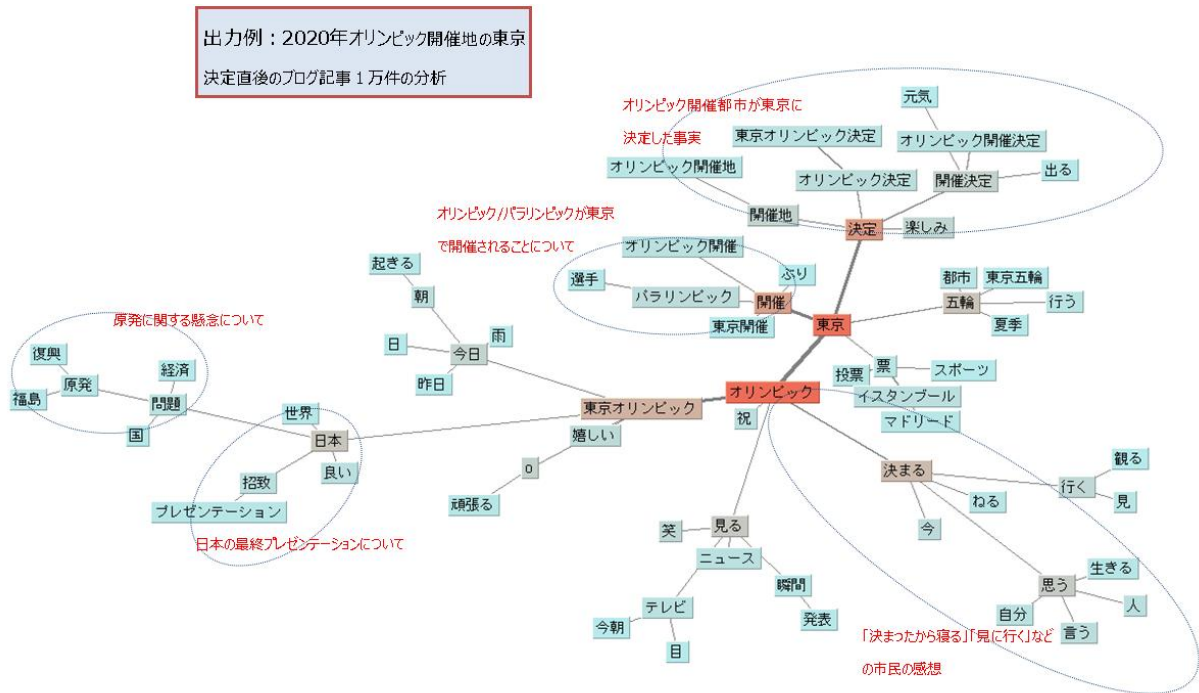 出力例：2020年オリンピック開催地の東京
決定直後のブログ記事１万件の分析
オリンピック開催都市が東京に
決定した事実
元気
東京オリンピック決定
オリンピック開催決定
オリンピック開催地
オリンピック決定
開催決定
出る
開催地
決定
楽しみ
オリンピック/パラリンピックが東京
で開催されることについて
オリンピック開催
ぶり
選手
パラリンピック
開催
東京開催
東京
都市
東京五輪
五輪
行う
夏季
起きる
朝
雨
日
今日
昨日
原発に関する懸念について
復興
経済
原発
福島
問題
国
票
スポーツ
投票
イスタンブール
マドリード
オリンピック
東京オリンピック
祝
世界
日本
嬉しい
良い
招致
0
プレゼンテーション
頑張る
日本の最終プレゼンテーションについて
決まる
観る
行く
見
ねる
今
笑
見る
ニュース
瞬間
発表
テレビ
今朝
目
生きる
思う
人
自分
言う
「決まったから寝る」「見に行く」など
の市民の感想